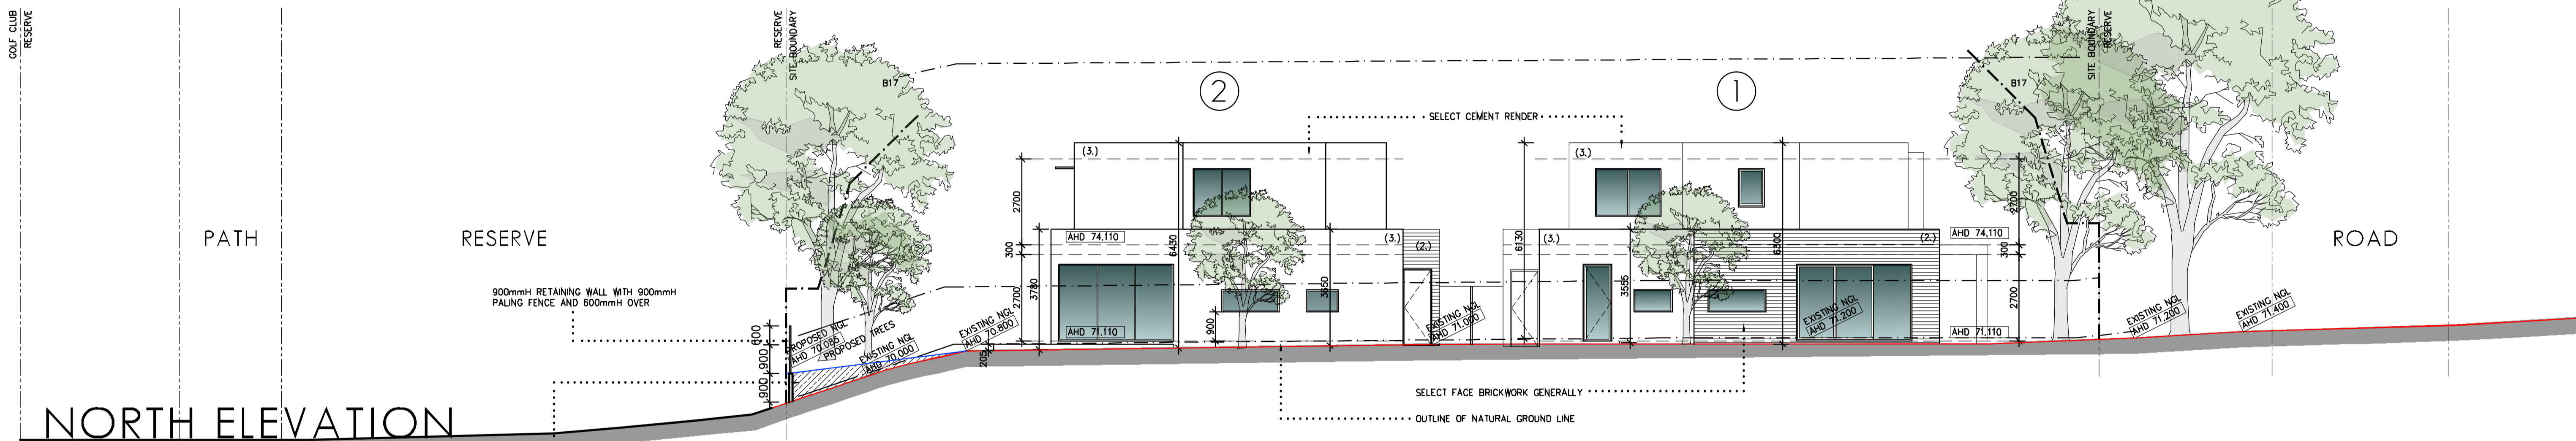 GOLF CLUB
RESERVE
RESERVE
SITE BOUNDARY
SITE BOUNDARY
RESERVE
B17
B17
2
1
SELECT CEMENT RENDER
(3.)
(3.)
2700
2700
PATH
RESERVE
ROAD
AHD 74,110
(3.)
(2.)
(3.)
(2.)
AHD 74,110
300
3780
6430
3650
6130
3555
6300
300
900mmH RETAINING WALL WITH 900mmH
PALING FENCE AND 600mmH OVER
2700
2700
900
600
900
900
PROPOSED NGL
AHD 70.085
PROPOSED TREES
EXISTING NGL
AHD 70.000
EXISTING NGL
AHD 70.800
AHD 71,110
205
EXISTING NGL
AHD 71.000
EXISTING NGL
AHD 71.200
AHD 71,110
EXISTING NGL
AHD 71.200
EXISTING NGL
AHD 71.400
SELECT FACE BRICKWORK GENERALLY
OUTLINE OF NATURAL GROUND LINE
NORTH ELEVATION